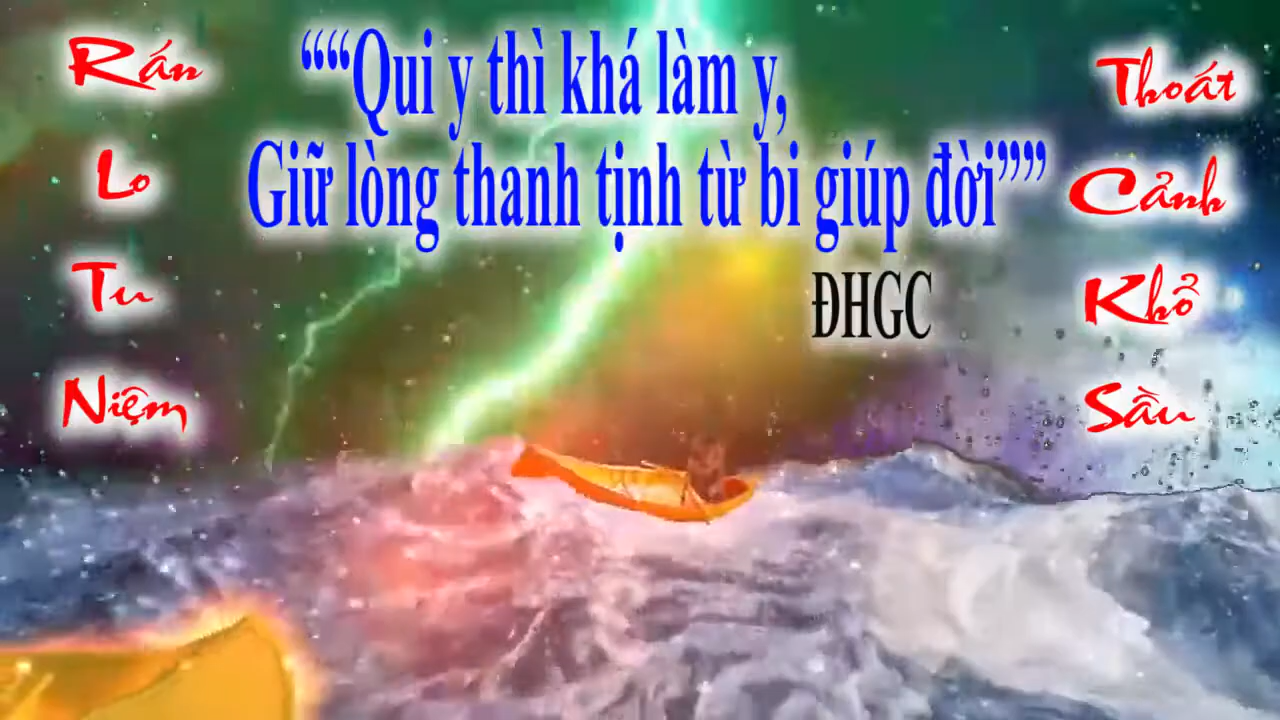 Rấn
Lo
Tu
Niệm
““Qui y thì khá làm y,
Giữ lòng thanh tịnh từ bi giúp đời””
ĐHGC
Thoát
Cảnh
Khổ
Sầu